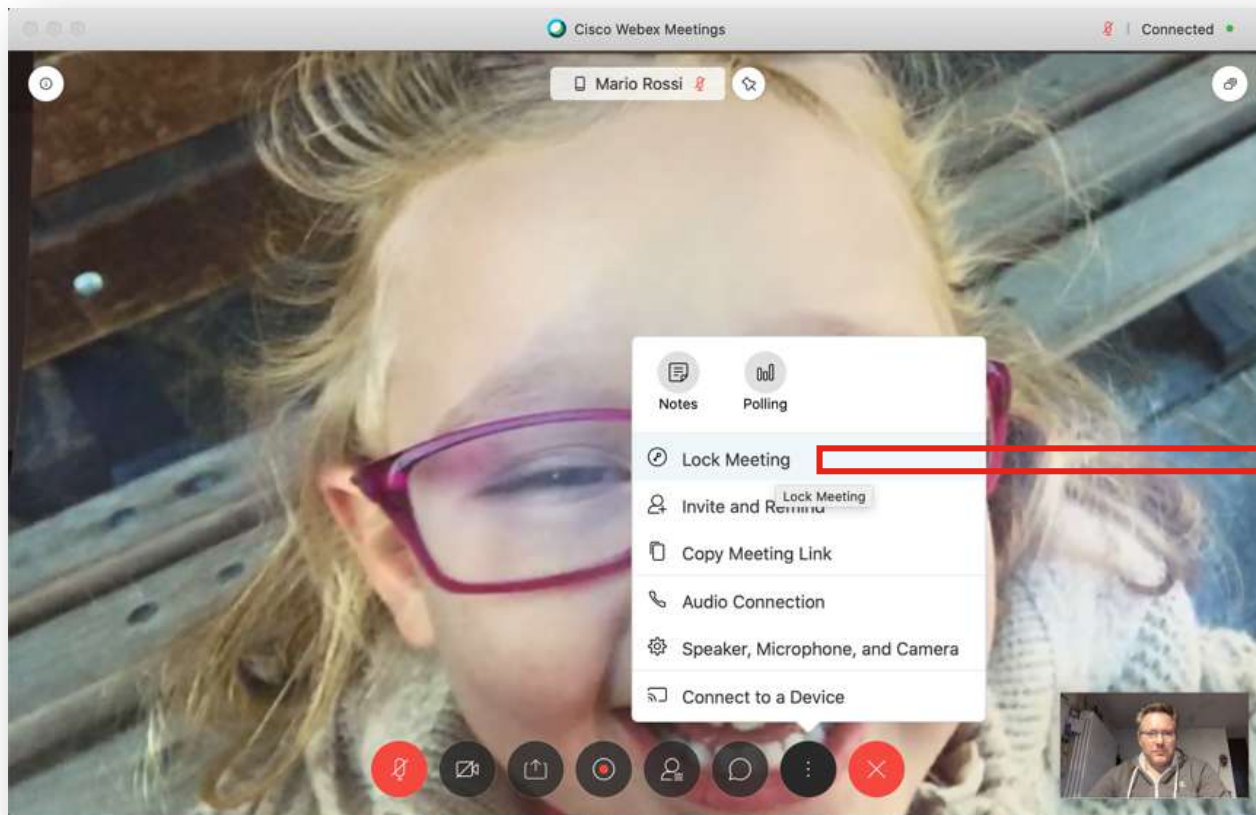 Cisco Webex Meetings
Connected
Mario Rossi
Notes
Polling
Lock Meeting
Lock Meeting
Invite and Remind
Copy Meeting Link
Audio Connection
Speaker, Microphone, and Camera
Connect to a Device